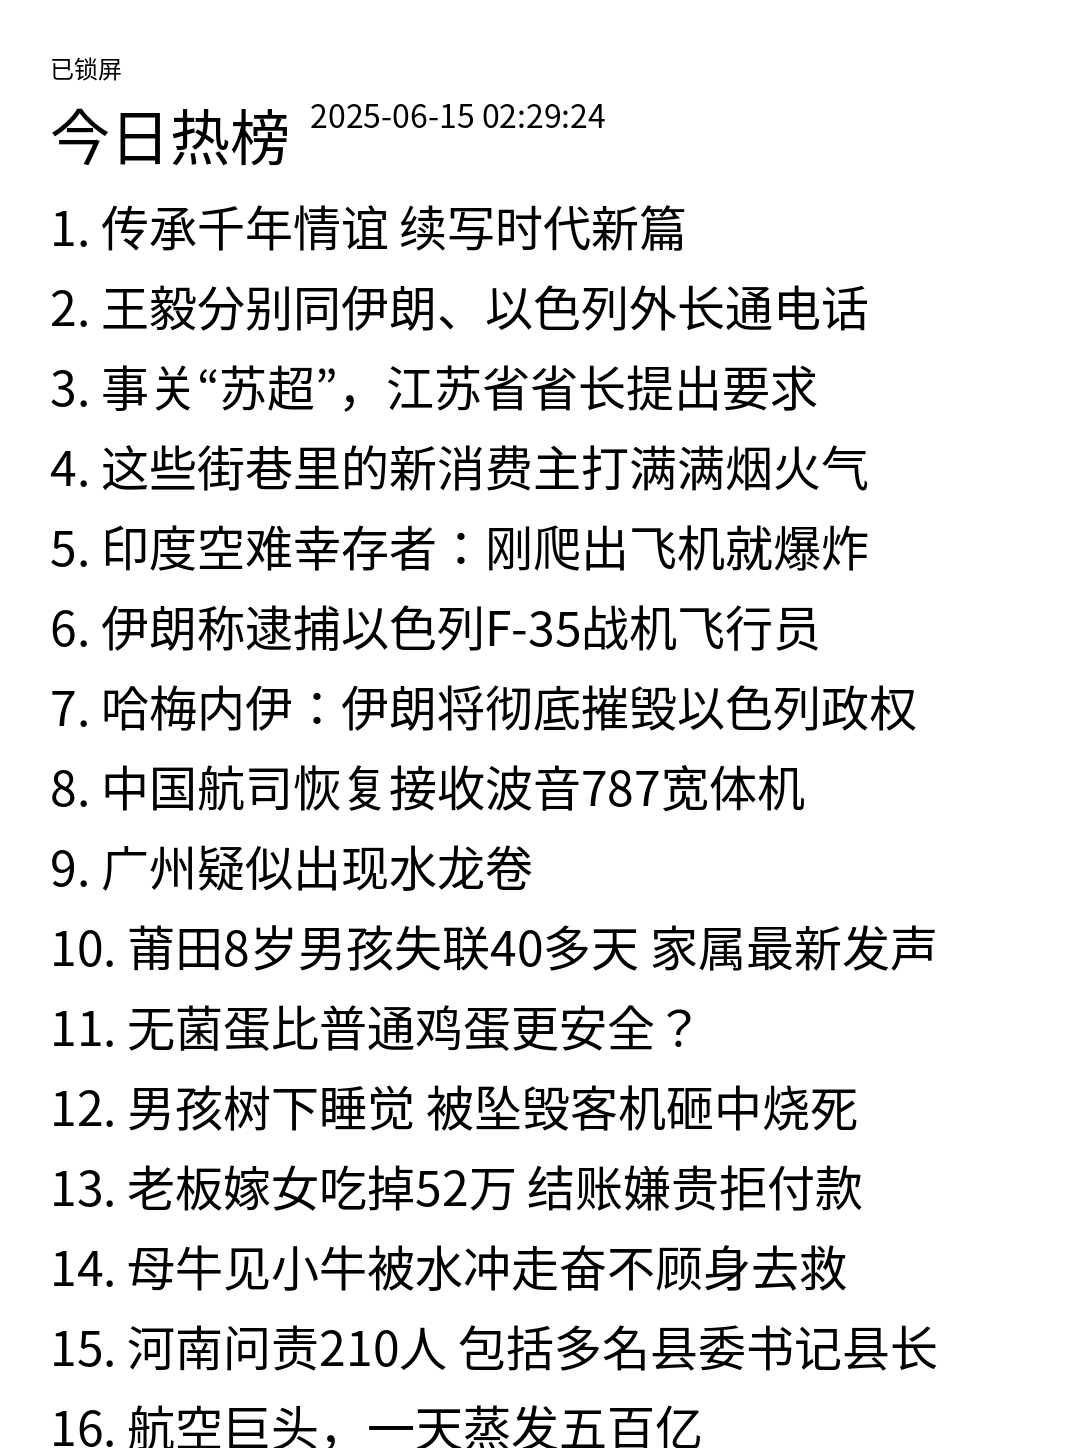 已锁屏
今日热榜 2025-06-15 02:29:24
1. 传承千年情谊 续写时代新篇
2. 王毅分别同伊朗、以色列外长通电话
3. 事关“苏超”，江苏省省长提出要求
4. 这些街巷里的新消费主打满满烟火气
5. 印度空难幸存者：刚爬出飞机就爆炸
6. 伊朗称逮捕以色列F-35战机飞行员
7. 哈梅内伊：伊朗将彻底摧毁以色列政权
8. 中国航司恢复接收波音787宽体机
9. 广州疑似出现水龙卷
10. 莆田8岁男孩失联40多天 家属最新发声
11. 无菌蛋比普通鸡蛋更安全？
12. 男孩树下睡觉 被坠毁客机砸中烧死
13. 老板嫁女吃掉52万 结账嫌贵拒付款
14. 母牛见小牛被水冲走奋不顾身去救
15. 河南问责210人 包括多名县委书记县长
16. 航空巨头，一天蒸发五百亿